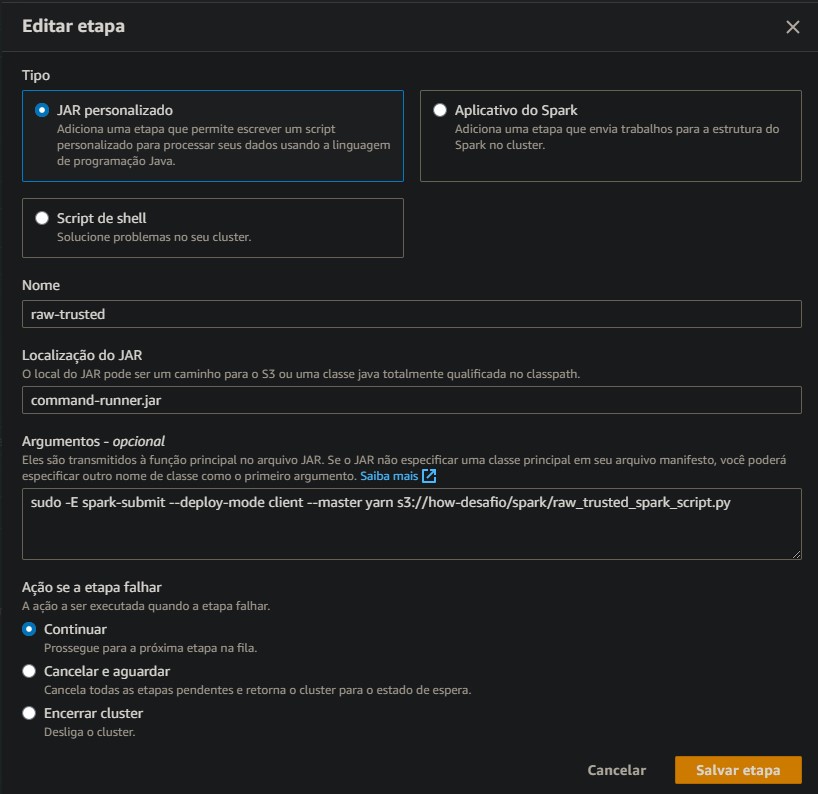 Editar etapa
Tipo
JAR personalizado
Adiciona uma etapa que permite escrever um script
personalizado para processar seus dados usando a linguagem
de programação Java.
Aplicativo do Spark
Adiciona uma etapa que envia trabalhos para a estrutura do
Spark no cluster.
Script de shell
Solucione problemas no seu cluster.
Nome
raw-trusted
Localização do JAR
O local do JAR pode ser um caminho para o S3 ou uma classe java totalmente qualificada no classpath.
command-runner.jar
Argumentos - opcional
Eles são transmitidos à função principal no arquivo JAR. Se o JAR não especificar uma classe principal em seu arquivo manifesto, você poderá
especificar outro nome de classe como o primeiro argumento. Saiba mais
sudo -E spark-submit --deploy-mode client --master yarn s3://how-desafio/spark/raw_trusted_spark_script.py
Ação se a etapa falhar
A ação a ser executada quando a etapa falhar.
Continuar
Prossegue para a próxima etapa na fila.
Cancelar e aguardar
Cancela todas as etapas pendentes e retorna o cluster para o estado de espera.
Encerrar cluster
Desliga o cluster.
Cancelar
Salvar etapa